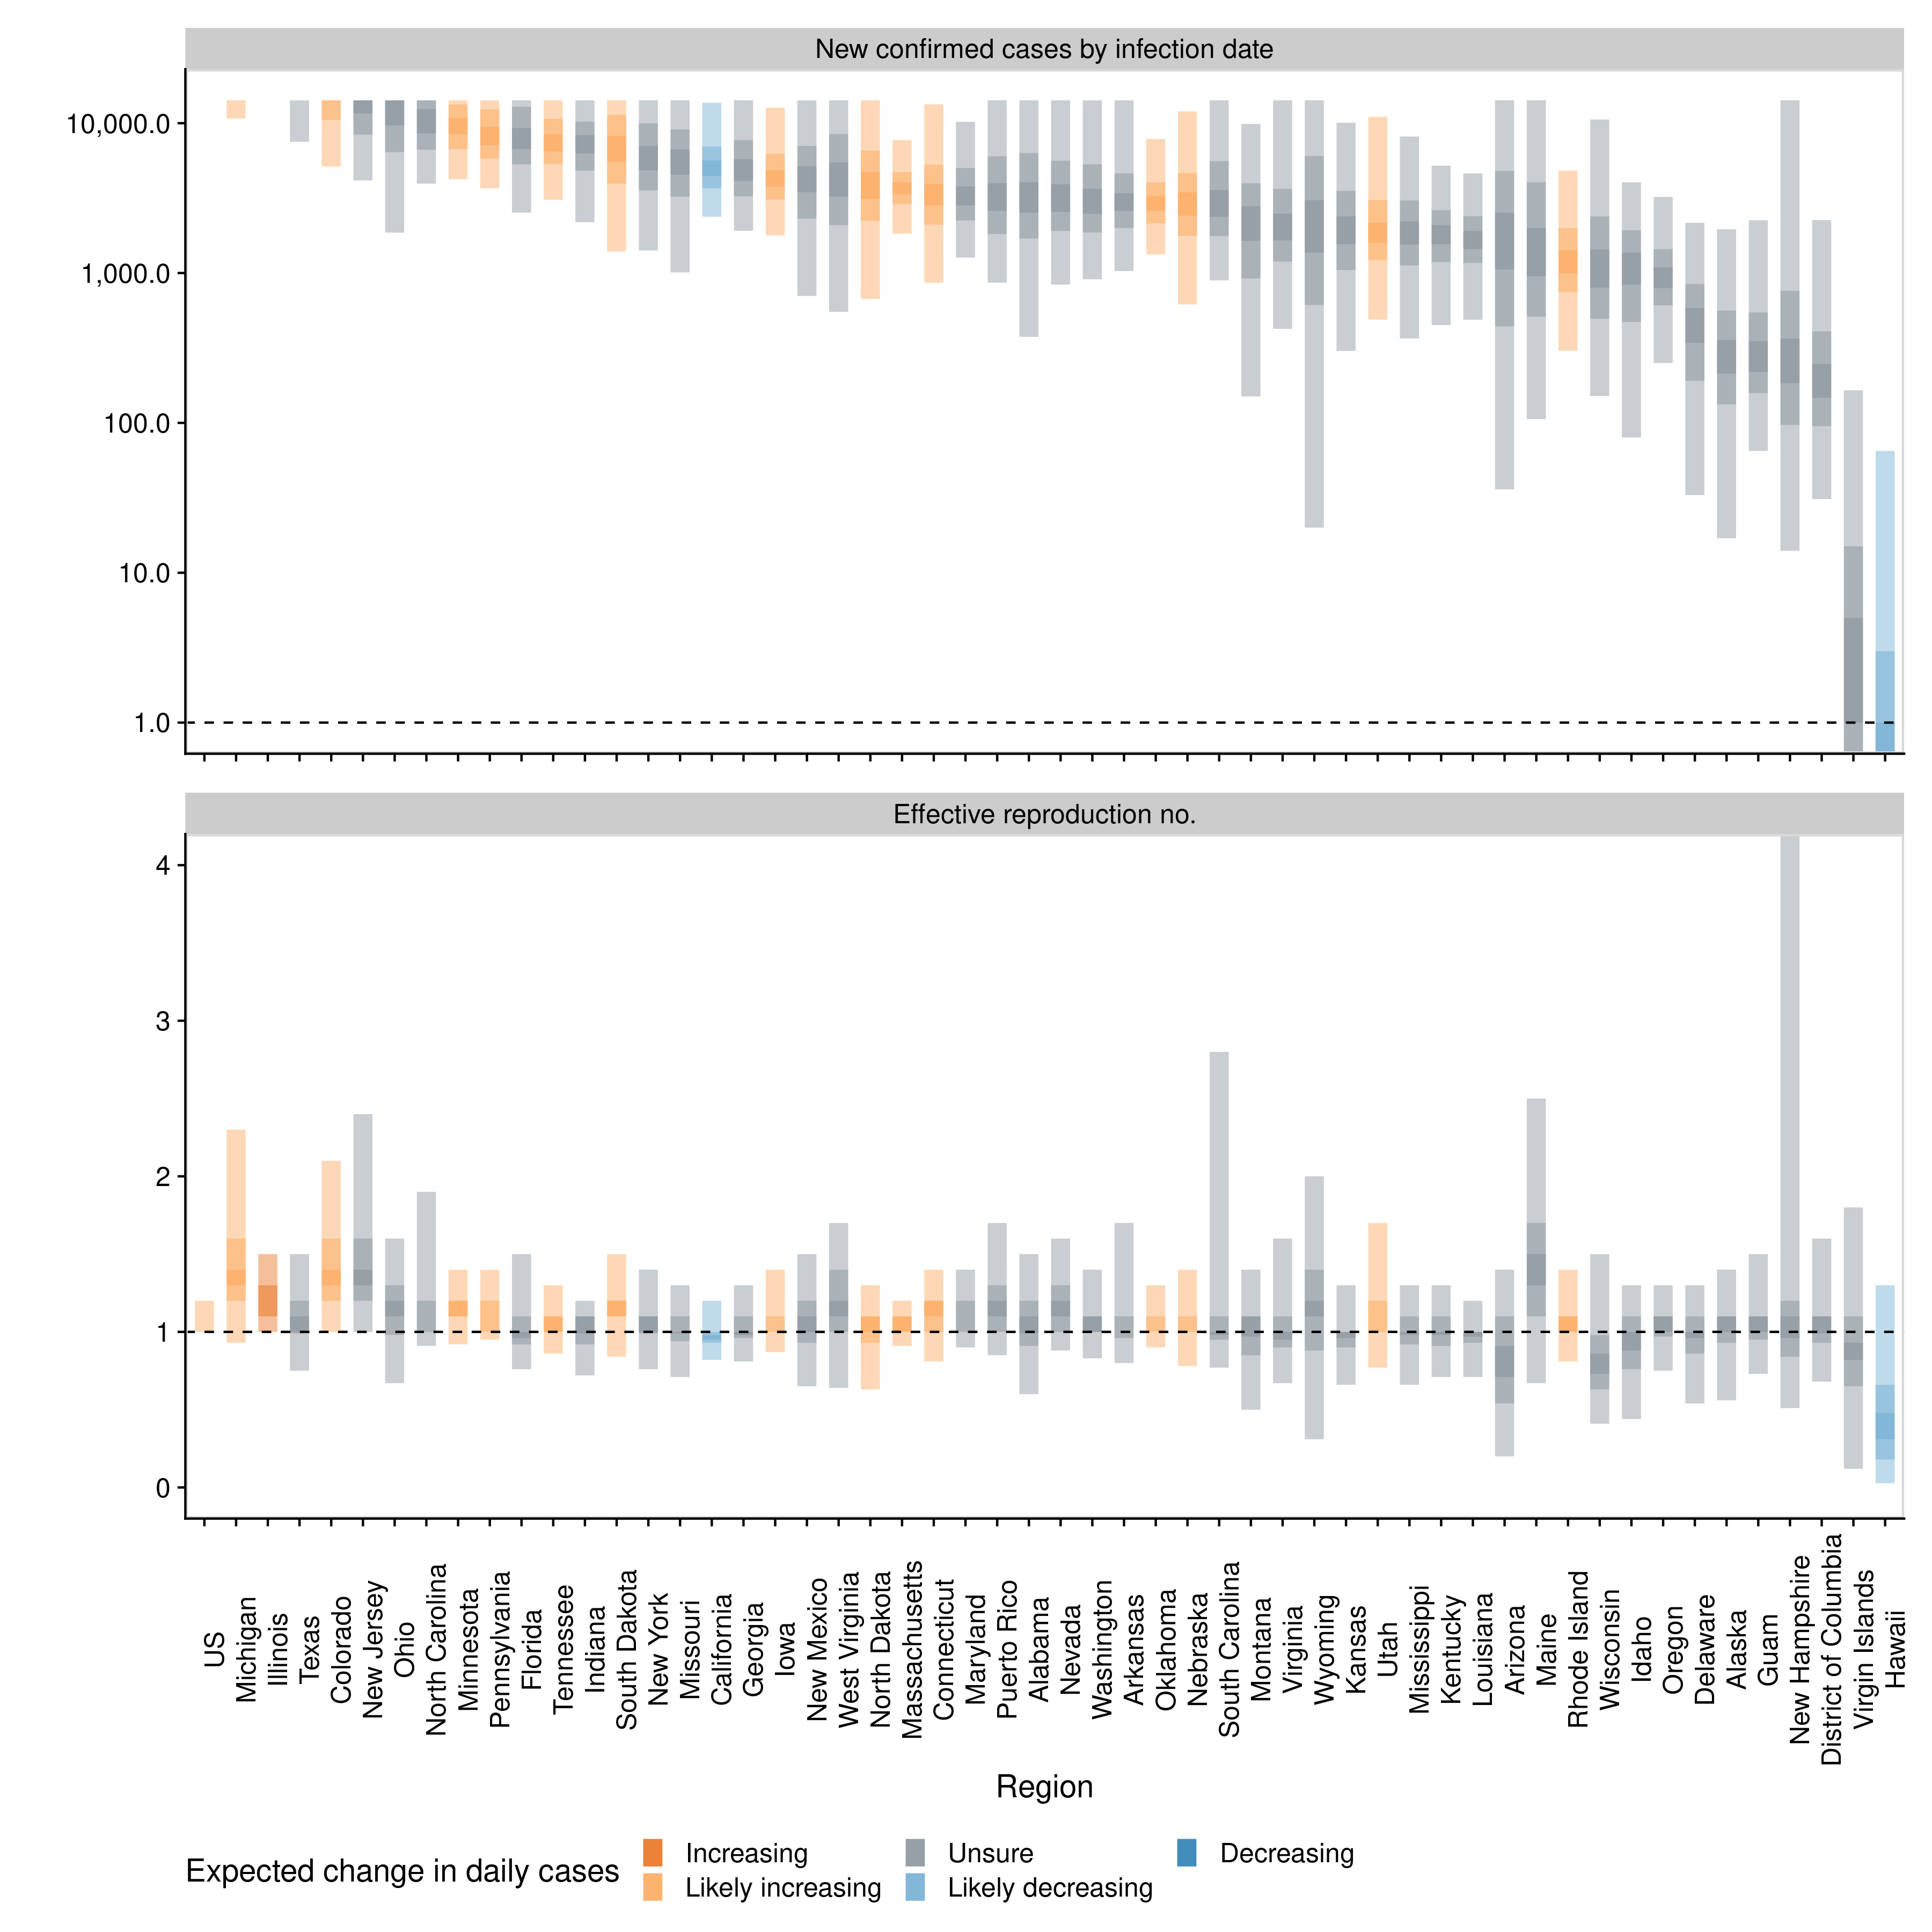 New confirmed cases by infection date
10,000.0
1,000.0
100.0
10.0
1.0
Effective reproduction no.
4
3
2
1
0
US
Michigan
Illinois
Texas
Colorado
New Jersey
Ohio
North Carolina
Minnesota
Pennsylvania
Florida
Tennessee
Indiana
South Dakota
New York
Missouri
California
Georgia
Iowa
New Mexico
West Virginia
North Dakota
Massachusetts
Connecticut
Maryland
Puerto Rico
Alabama
Nevada
Washington
Arkansas
Oklahoma
Nebraska
South Carolina
Montana
Virginia
Wyoming
Kansas
Utah
Mississippi
Kentucky
Louisiana
Arizona
Maine
Rhode Island
Wisconsin
Idaho
Oregon
Delaware
Alaska
Guam
New Hampshire
District of Columbia
Virgin Islands
Hawaii
Region
Expected change in daily cases
Increasing
Likely increasing
Unsure
Likely decreasing
Decreasing